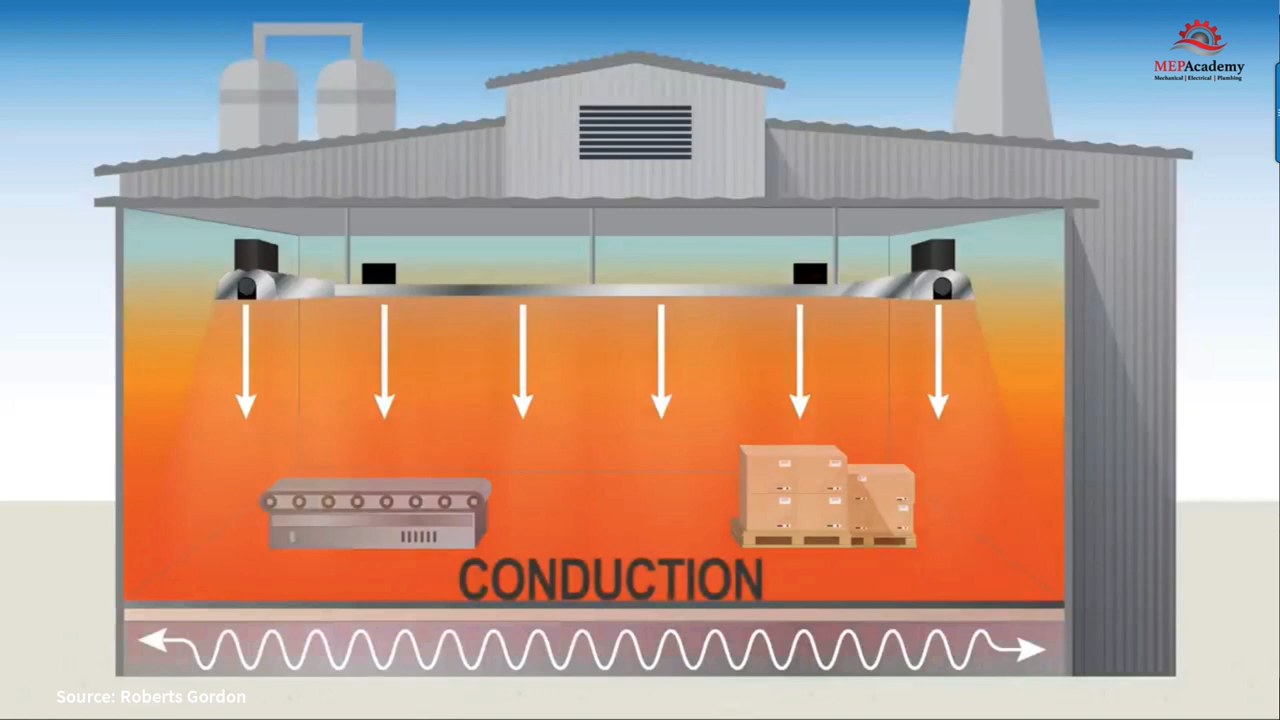 MEPAcademy
Mechanical | Electrical | Plumbing
CONDUCTION
Source: Roberts Gordon